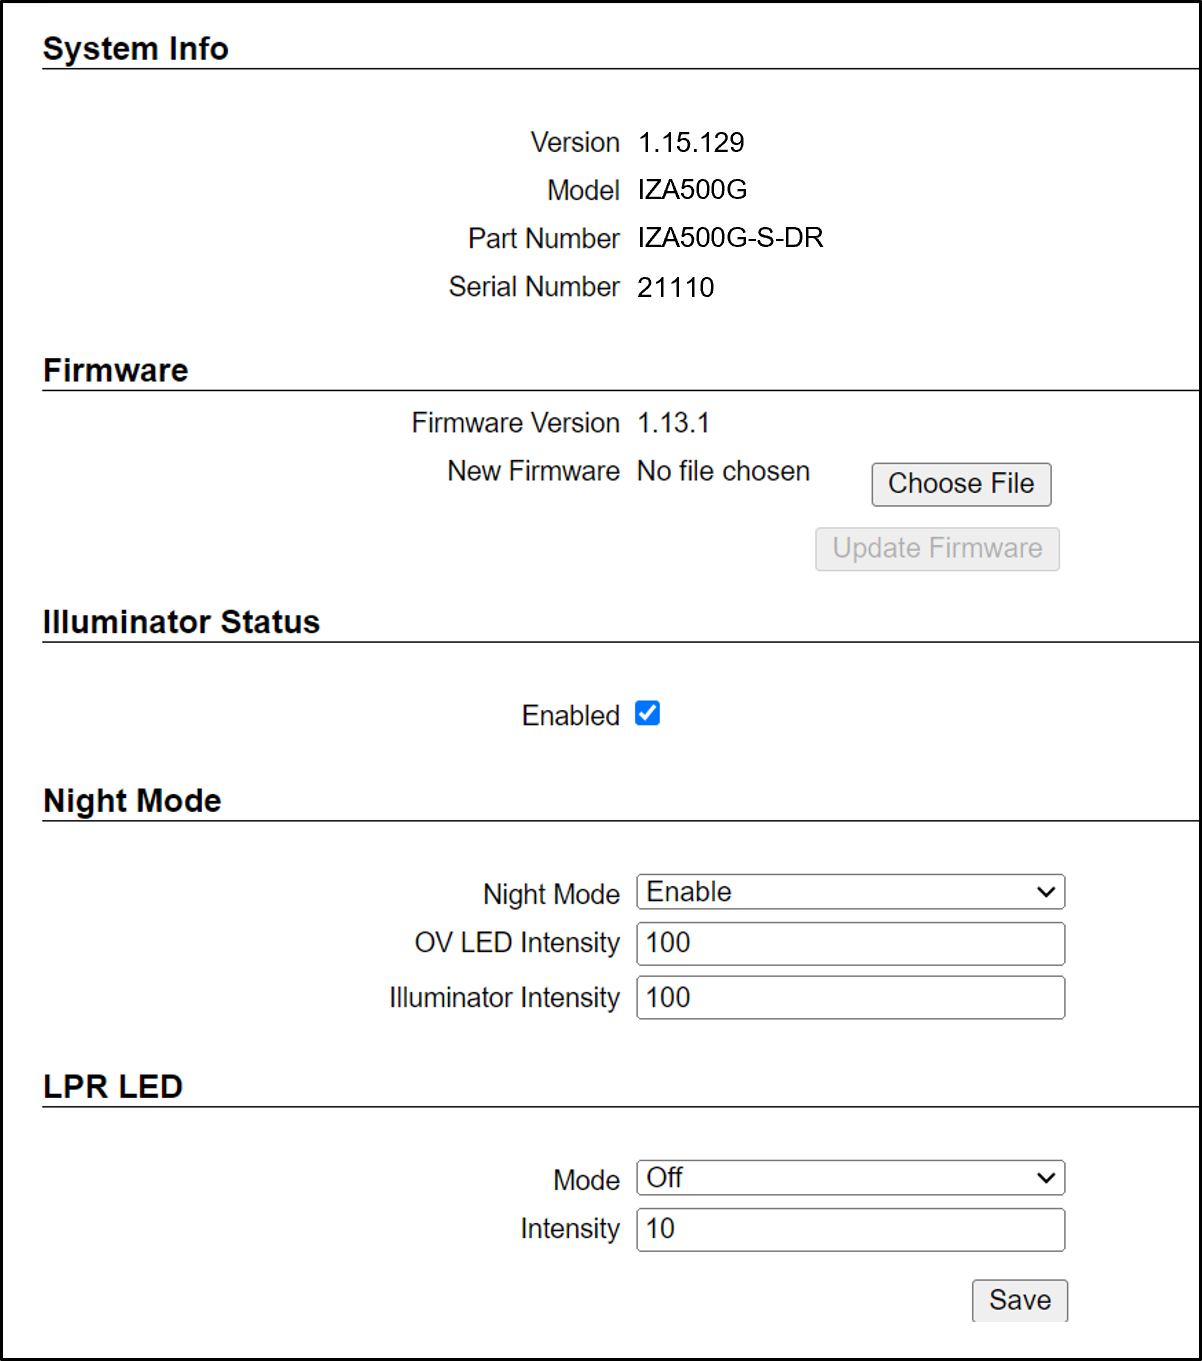 System Info
Version 1.15.129
Model IZA500G
Part Number IZA500G-S-DR
Serial Number 21110
Firmware
Firmware Version 1.13.1
New Firmware No file chosen Choose File
Update Firmware
Illuminator Status
Enabled
Night Mode
Night Mode Enable
OV LED Intensity 100
Illuminator Intensity 100
LPR LED
Mode Off
Intensity 10
Save